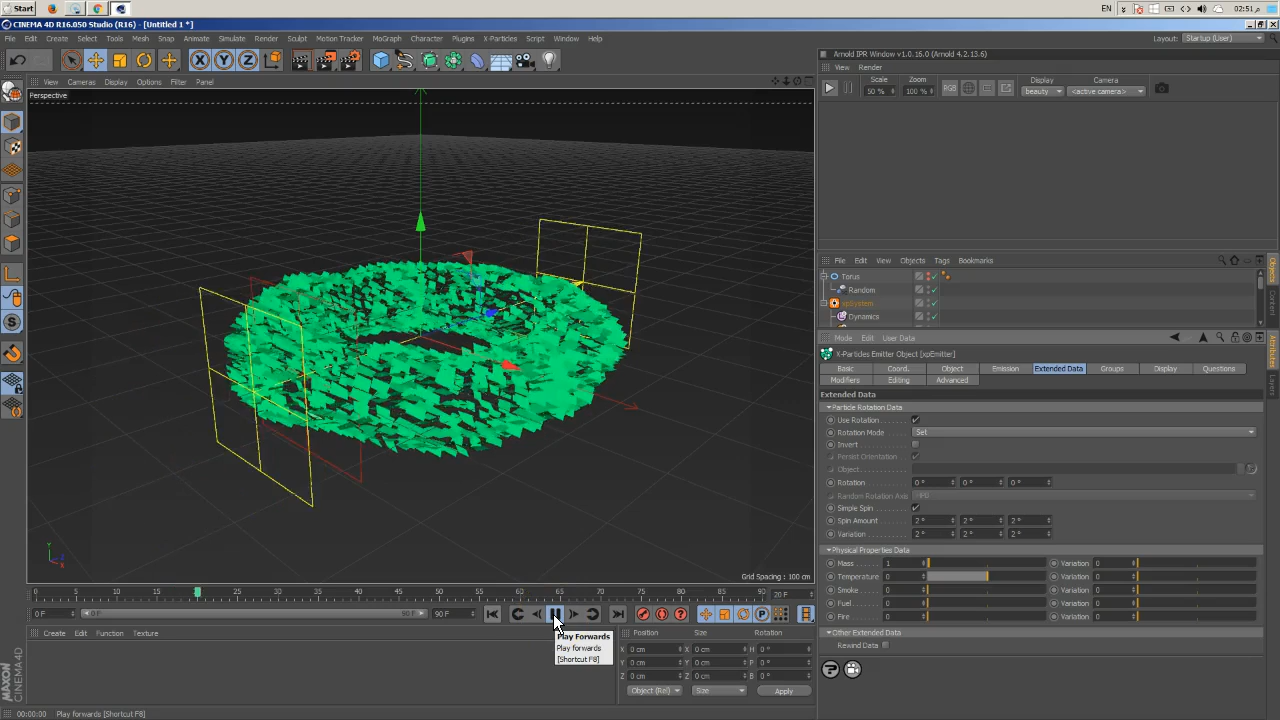 Start
EN
02:51 ص
CINEMA 4D R16.050 Studio (R16) - [Untitled 1 *]
File Edit Create Select Tools Mesh Snap Animate Simulate Render Sculpt Motion Tracker MoGraph Character Plugins X-Particles Script Window Help
Layout: Startup (User)
X Y Z
View Cameras Display Options Filter Panel
Perspective
Arnold IPR Window v1.0.16.0 (Arnold 4.2.13.6)
View Render
Scale Zoom Display Camera
50 % 100 % RGB beauty <active camera>
File Edit View Objects Tags Bookmarks
Torus
Random
xpSystem
Dynamics
Objects
Content
Mode Edit User Data
X-Particles Emitter Object [xpEmitter]
Basic Coord. Object Emission Extended Data Groups Display Questions
Modifiers Editing Advanced
Attributes
Layers
Extended Data
Particle Rotation Data
Use Rotation
Rotation Mode Set
Invert
Persist Orientation
Object
Rotation 0 ° 0 ° 0 °
Random Rotation Axis HPB
Simple Spin
Spin Amount 2 ° 2 ° 2 °
Variation 2 ° 2 ° 2 °
Physical Properties Data
Mass 1 Variation 0
Temperature 0 Variation 0
Smoke 0 Variation 0
Fuel 0 Variation 0
Fire 0 Variation 0
Other Extended Data
Rewind Data
Y
Z
X
Grid Spacing : 100 cm
0 5 10 15 20 25 30 35 40 45 50 55 60 65 70 75 80 85 90
20 F
0 F 0 F 90 F 90 F
Play Forwards
Play forwards
[Shortcut F8]
Create Edit Function Texture
Position Size Rotation
X 0 cm X 0 cm H 0 °
Y 0 cm Y 0 cm P 0 °
Z 0 cm Z 0 cm B 0 °
Object (Rel) Size Apply
MAXON
CINEMA 4D
00:00:00 Play forwards [Shortcut F8]